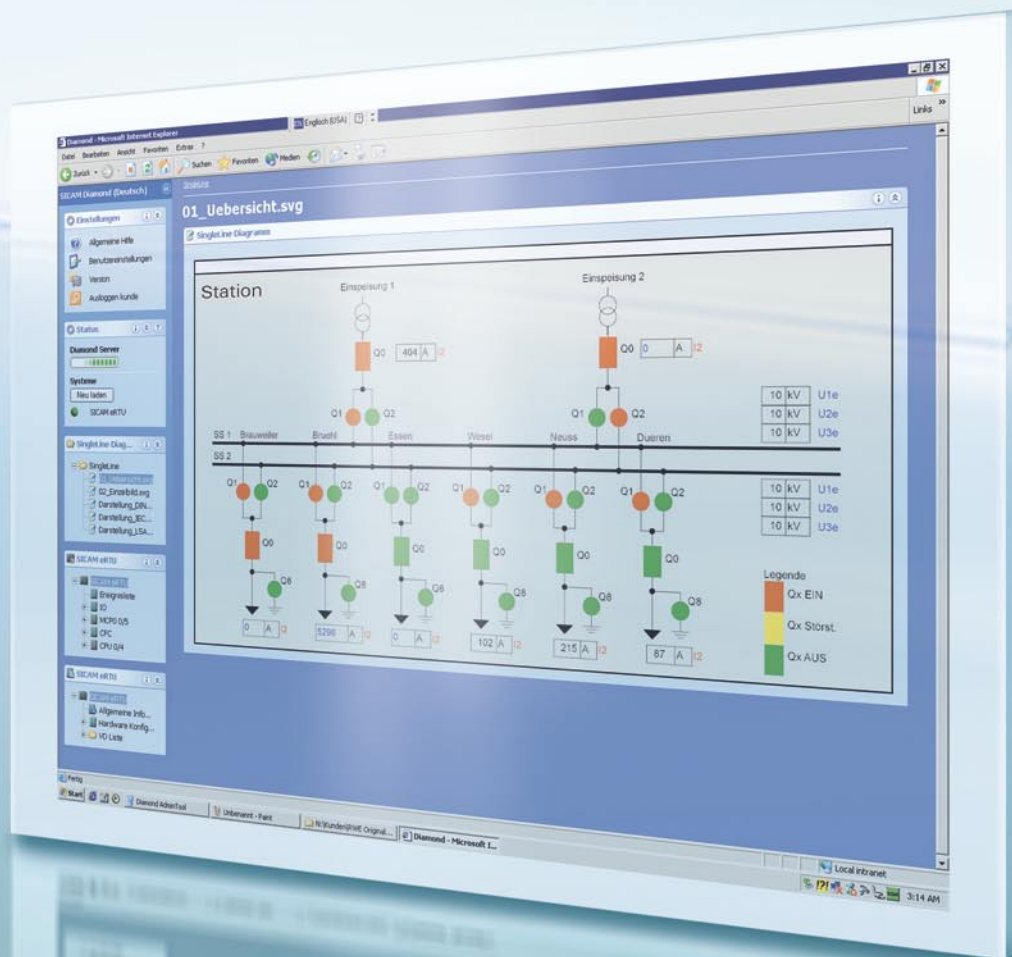 Diamond - Microsoft Internet Explorer
Englisch (USA)
Datei Bearbeiten Ansicht Favoriten Extras ?
Links »
Zurück Suchen Favoriten Medien
SICAM Diamond (Deutsch)
Einstellungen
Allgemeine Hilfe
Benutzereinstellungen
Version
Ausloggen kunde
Status
Diamond Server
Systeme
Neu laden
SICAM eRTU
SingleLine Diag...
SingleLine
02_Einzelbild.svg
Darstellung_DIN...
Darstellung_IEC...
Darstellung_LSA...
SICAM eRTU
SICAM eRTU
Ereignisliste
IO
MCP0 0/5
CFC
CPU 0/4
SICAM eRTU
SICAM eRTU
Allgemeine Info...
Hardware Konfig...
VD Liste
01_Uebersicht.svg
SingleLine Diagramm
Station
Einspeisung 1
Einspeisung 2
Q0 404 A I2
Q0 0 A I2
Q1 Q2
Q1 Q2
10 kV U1e
10 kV U2e
10 kV U3e
SS 1 Brauweiler Bruehl Essen Wesel Neuss Dueren
SS 2
Q1 Q2 Q1 Q2 Q1 Q2 Q1 Q2 Q1 Q2 Q1 Q2
10 kV U1e
10 kV U2e
10 kV U3e
Q0 Q0 Q0 Q0 Q0 Q0
Q8 Q8 Q8 Q8 Q8 Q8
0 A I2
5296 A I2
0 A I2
102 A I2
215 A I2
87 A I2
Legende
Qx EIN
Qx Störst.
Qx AUS
Fertig
Start
Diamond AdminTool
Unbenannt - Paint
Diamond - Microsoft I...
Local intranet
3:14 AM